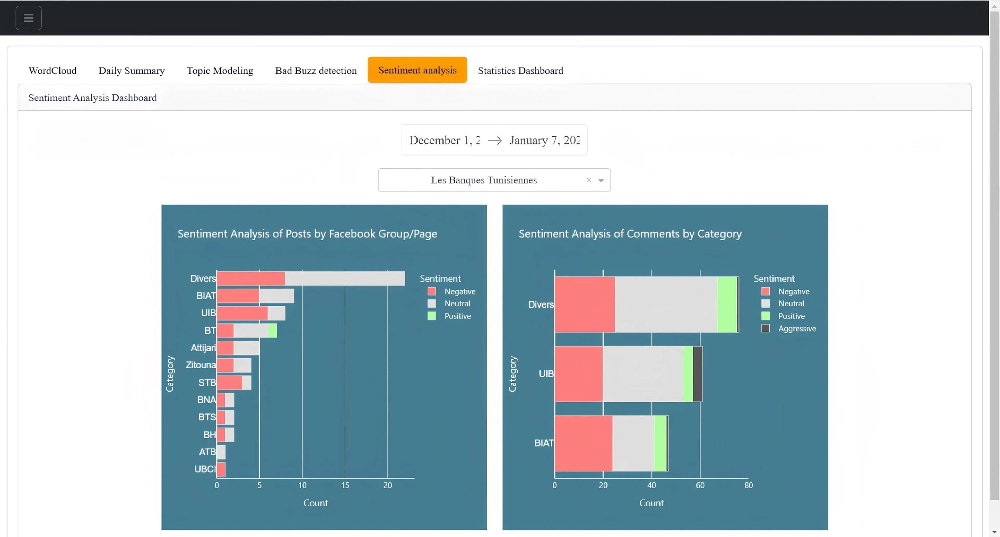 WordCloud Daily Summary Topic Modeling Bad Buzz detection Sentiment analysis Statistics Dashboard
Sentiment Analysis Dashboard
December 1, 2 → January 7, 202
Les Banques Tunisiennes
Sentiment Analysis of Posts by Facebook Group/Page
Category
Divers
BIAT
UIB
BT
Attijari
Zitouna
STB
BNA
BTS
BH
ATB
UBCI
0 5 10 15 20
Count
Sentiment
Negative
Neutral
Positive
Sentiment Analysis of Comments by Category
Category
Divers
UIB
BIAT
0 20 40 60 80
Count
Sentiment
Negative
Neutral
Positive
Aggressive